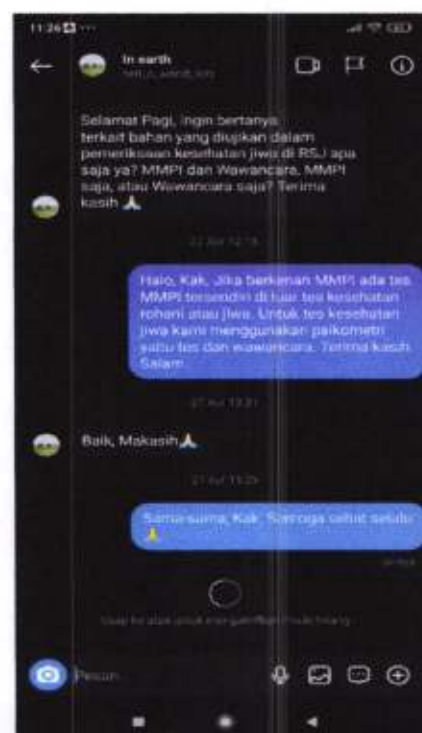 11:26
In earth
Selamat Pagi, Ingin bertanya
terkait bahan yang diujikan dalam
pemeriksaan kesehatan jiwa di RSJ apa
saja ya? MMPI dan Wawancara, MMPI
saja, atau Wawancara saja? Terima
kasih 🙏
Halo, Kak. Jika berkenan MMPI ada tes
MMPI tersendiri di luar tes kesehatan
rohani atau jiwa. Untuk tes kesehatan
jiwa kami menggunakan psikometri
yaitu tes dan wawancara. Terima kasih.
Salam
Baik, Makasih🙏
Sama-sama, Kak. Semoga sehat selalu
🙏
Pesan...